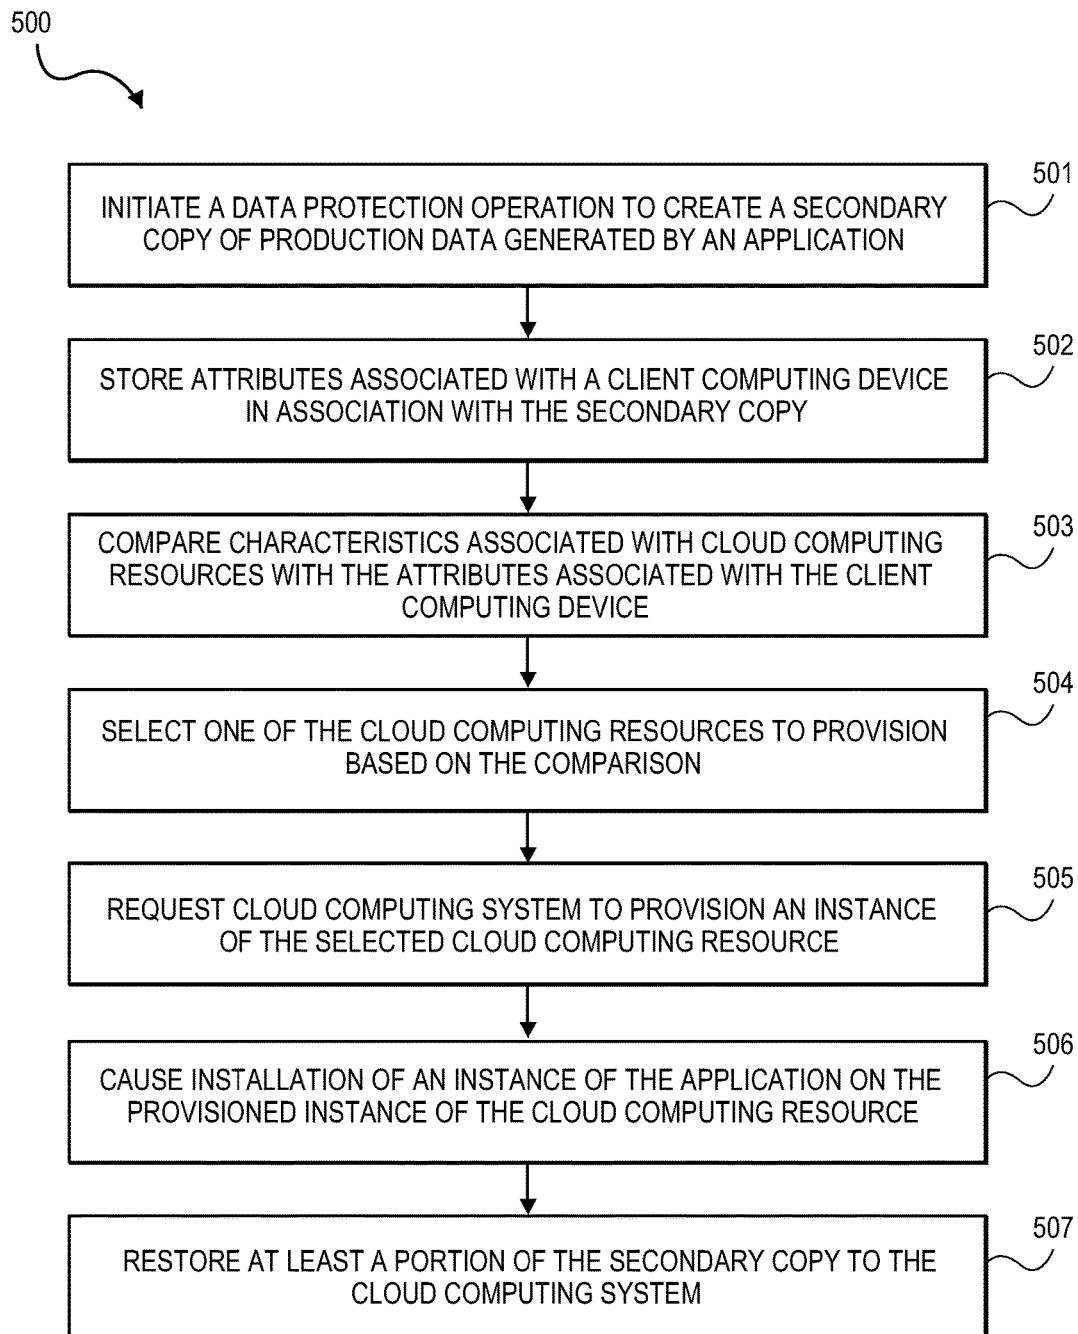 500
501
INITIATE A DATA PROTECTION OPERATION TO CREATE A SECONDARY
COPY OF PRODUCTION DATA GENERATED BY AN APPLICATION
502
STORE ATTRIBUTES ASSOCIATED WITH A CLIENT COMPUTING DEVICE
IN ASSOCIATION WITH THE SECONDARY COPY
503
COMPARE CHARACTERISTICS ASSOCIATED WITH CLOUD COMPUTING
RESOURCES WITH THE ATTRIBUTES ASSOCIATED WITH THE CLIENT
COMPUTING DEVICE
504
SELECT ONE OF THE CLOUD COMPUTING RESOURCES TO PROVISION
BASED ON THE COMPARISON
505
REQUEST CLOUD COMPUTING SYSTEM TO PROVISION AN INSTANCE
OF THE SELECTED CLOUD COMPUTING RESOURCE
506
CAUSE INSTALLATION OF AN INSTANCE OF THE APPLICATION ON THE
PROVISIONED INSTANCE OF THE CLOUD COMPUTING RESOURCE
507
RESTORE AT LEAST A PORTION OF THE SECONDARY COPY TO THE
CLOUD COMPUTING SYSTEM